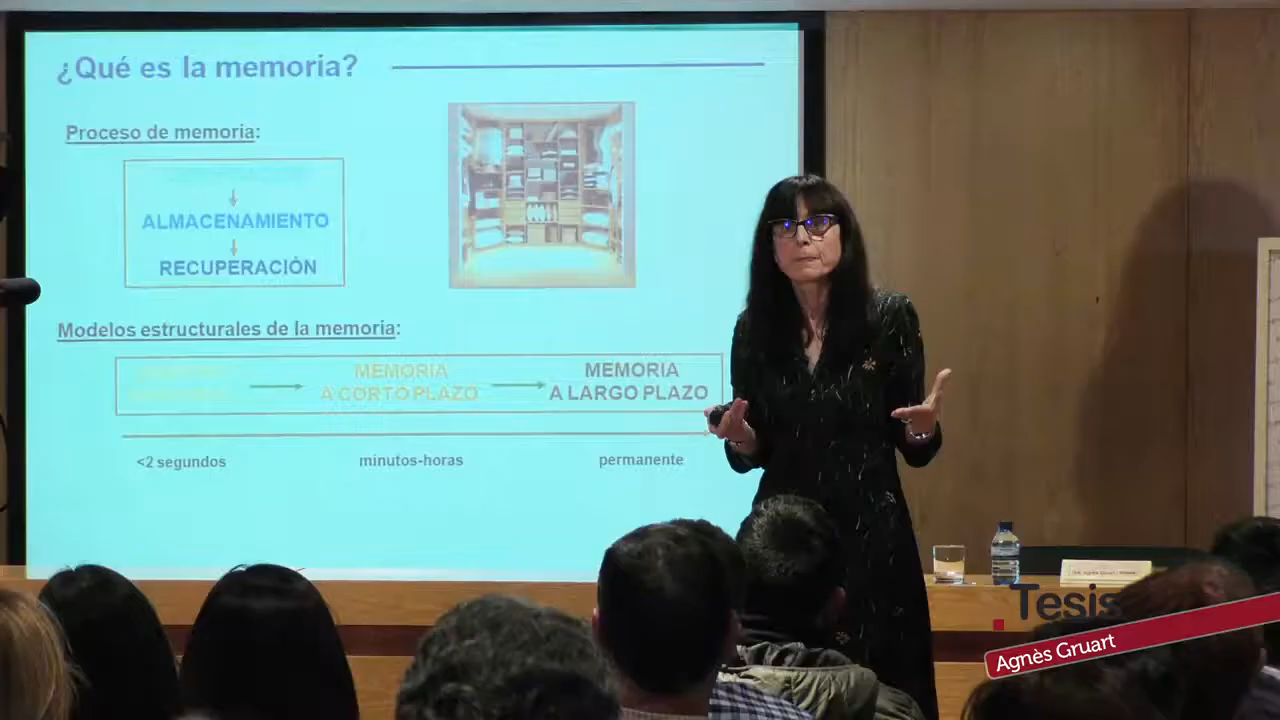 ¿Qué es la memoria?
Proceso de memoria:
ALMACENAMIENTO
RECUPERACIÓN
Modelos estructurales de la memoria:
MEMORIA
A CORTO PLAZO
MEMORIA
A LARGO PLAZO
<2 segundos
minutos-horas
permanente
Tesis
Agnès Gruart